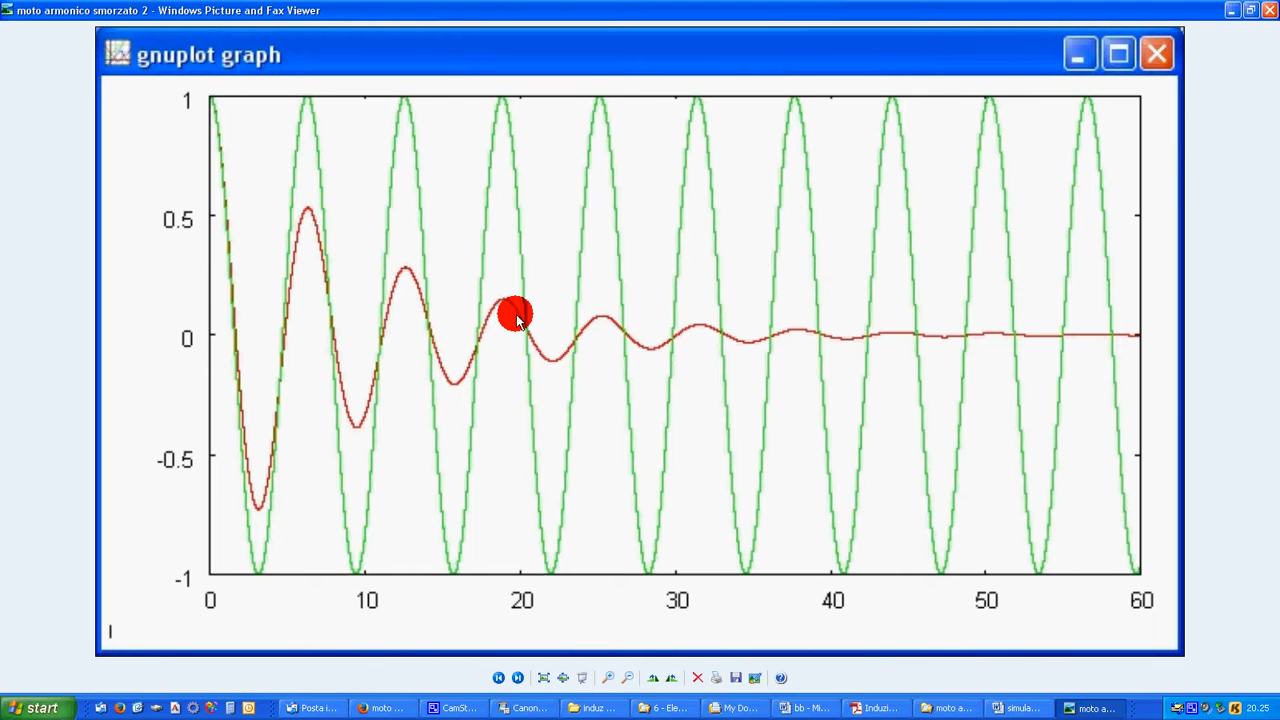 moto armonico smorzato 2 - Windows Picture and Fax Viewer
gnuplot graph
1
0.5
0
-0.5
-1
0 10 20 30 40 50 60
start
Posta i...
moto ...
CamSt...
Canon...
induz ...
6 - Ele...
My Do...
bb - Mi...
Induzi...
moto a...
simula...
moto a...
20.25